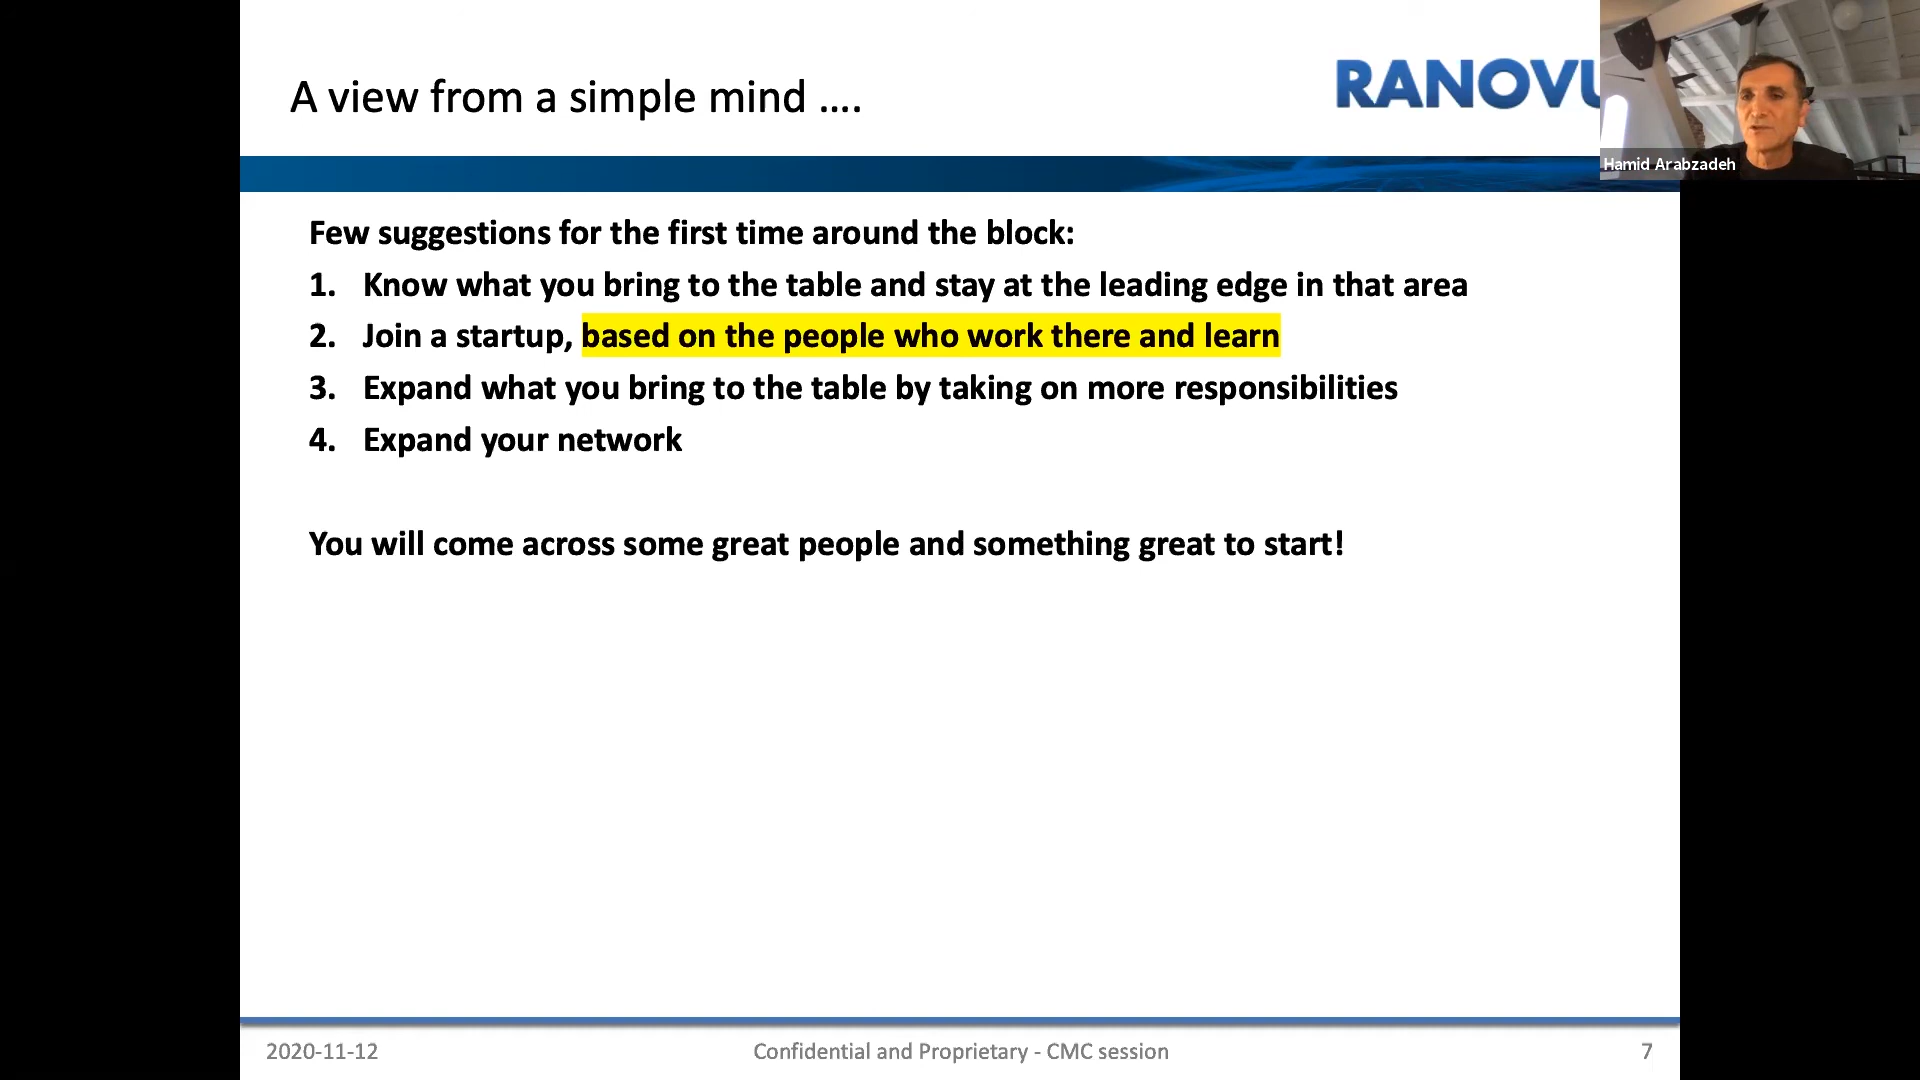 A view from a simple mind ....
RANOVU
Hamid Arabzadeh
Few suggestions for the first time around the block:
1. Know what you bring to the table and stay at the leading edge in that area
2. Join a startup, based on the people who work there and learn
3. Expand what you bring to the table by taking on more responsibilities
4. Expand your network
You will come across some great people and something great to start!
2020-11-12
Confidential and Proprietary - CMC session
7